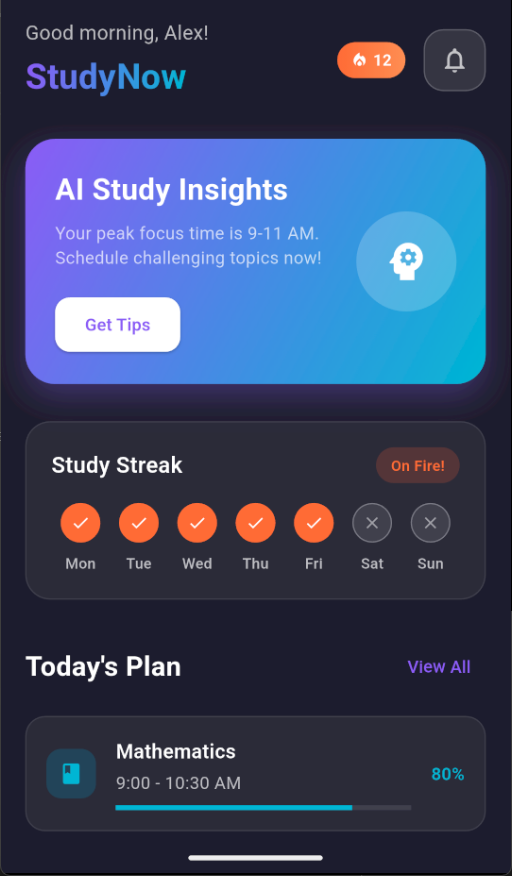 Good morning, Alex!
StudyNow
12
AI Study Insights
Your peak focus time is 9-11 AM.
Schedule challenging topics now!
Get Tips
Study Streak
On Fire!
Mon Tue Wed Thu Fri Sat Sun
Today's Plan
View All
Mathematics
9:00 - 10:30 AM
80%